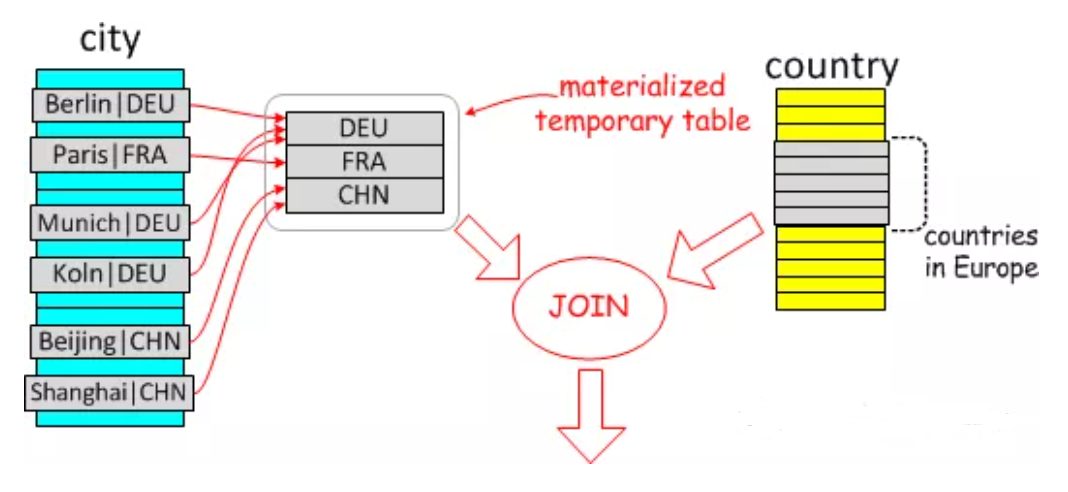 city
Berlin|DEU
Paris|FRA
Munich|DEU
Koln|DEU
Beijing|CHN
Shanghai|CHN
DEU
FRA
CHN
materialized
temporary table
country
countries
in Europe
JOIN